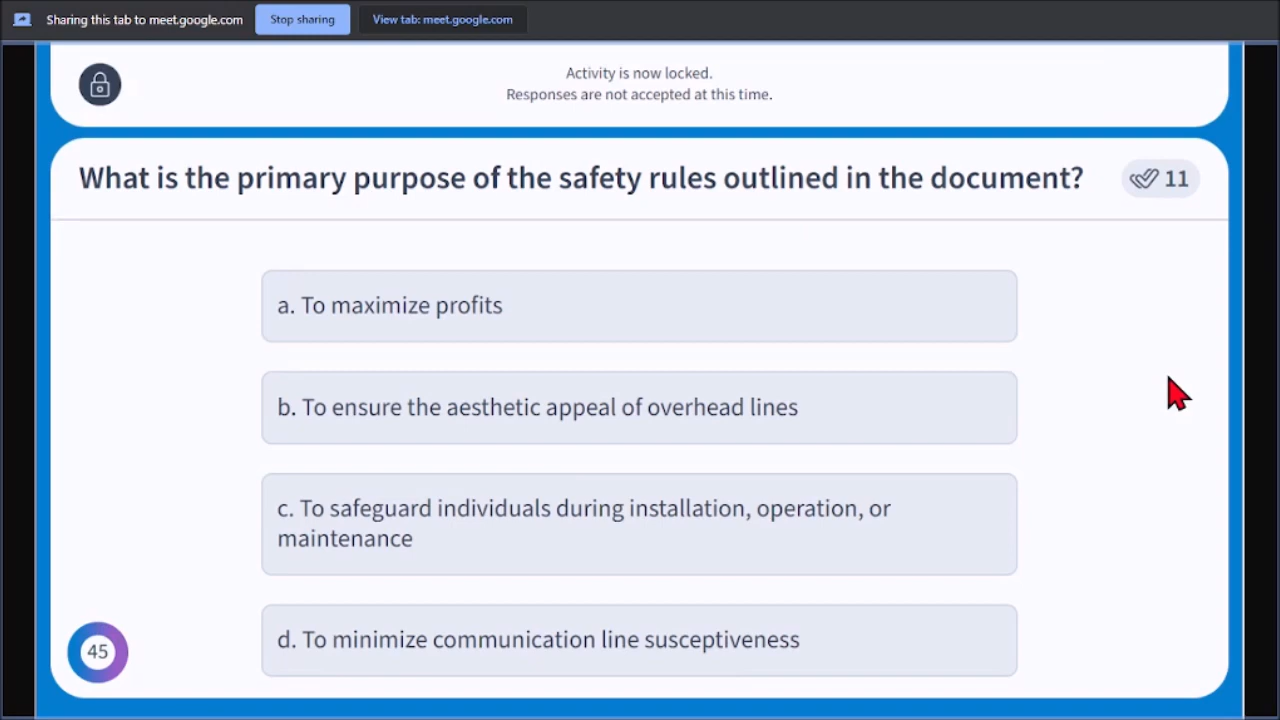 Sharing this tab to meet.google.com Stop sharing View tab: meet.google.com
Activity is now locked.
Responses are not accepted at this time.
What is the primary purpose of the safety rules outlined in the document? 11
a. To maximize profits
b. To ensure the aesthetic appeal of overhead lines
c. To safeguard individuals during installation, operation, or
maintenance
d. To minimize communication line susceptiveness
45